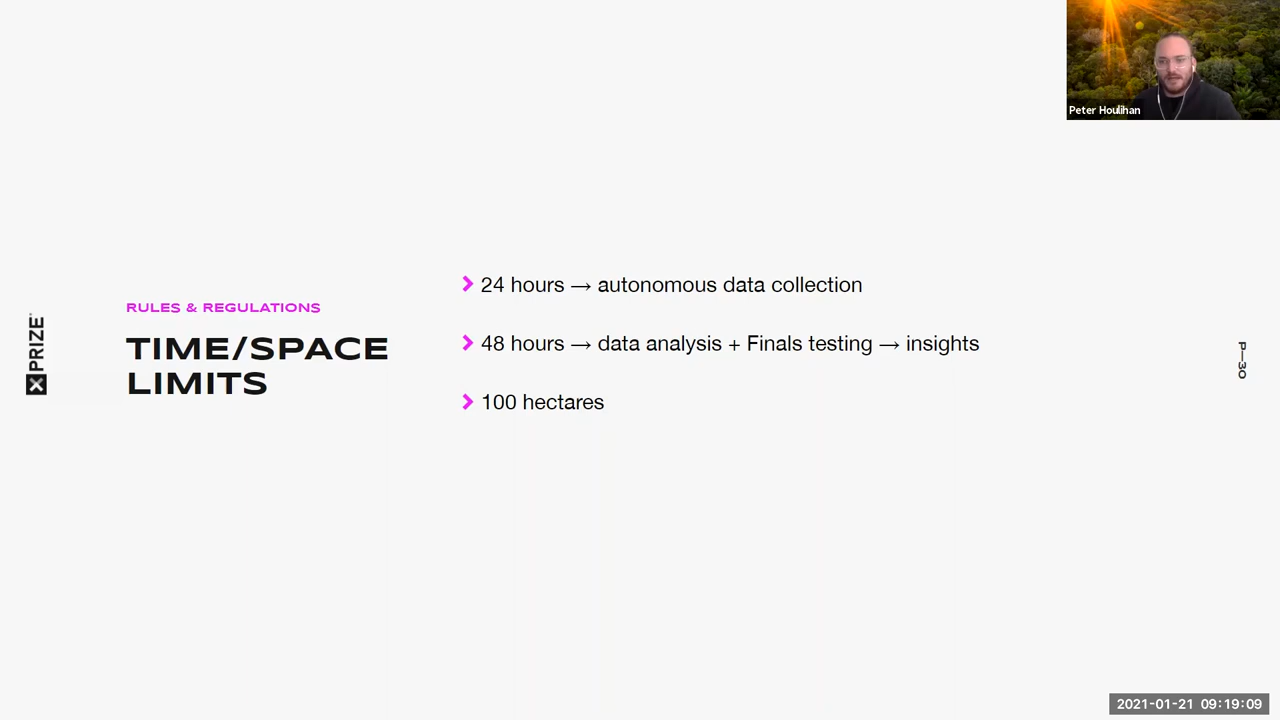 Peter Houlihan
RULES & REGULATIONS
TIME/SPACE
LIMITS
24 hours → autonomous data collection
48 hours → data analysis + Finals testing → insights
100 hectares
XPRIZE
P—30
2021-01-21 09:19:09